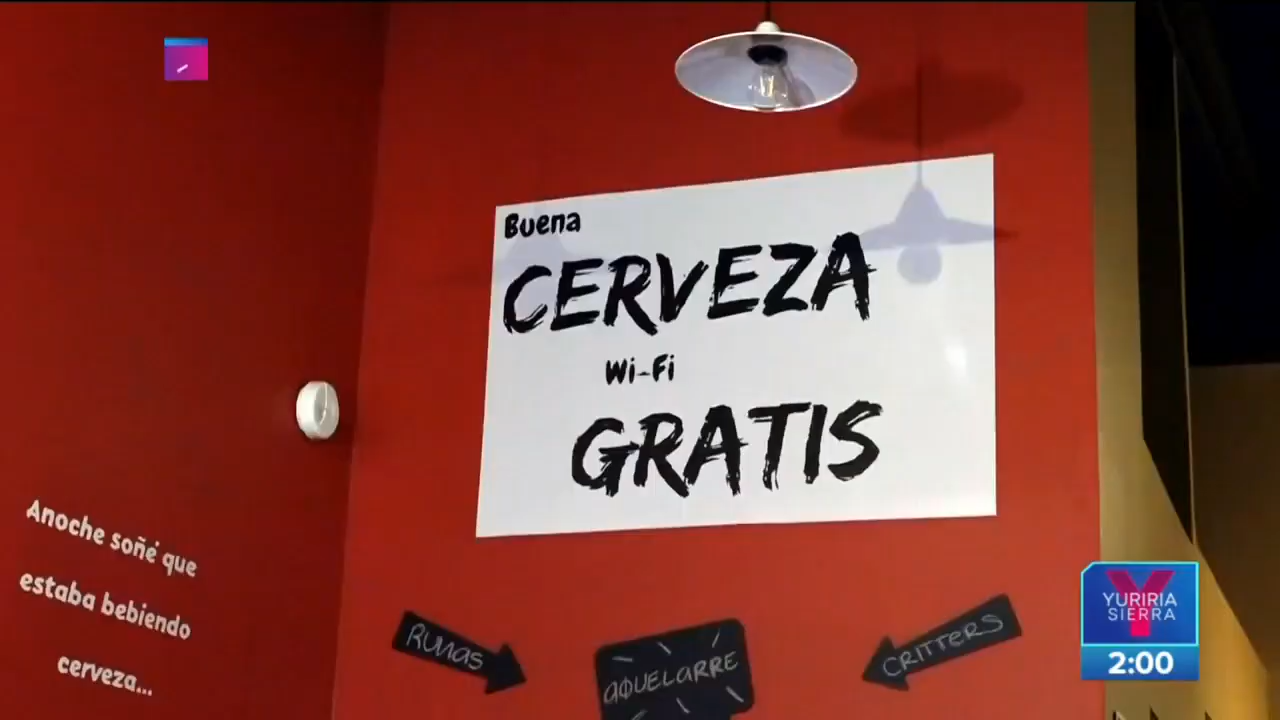 Buena
CERVEZA
Wi-Fi
GRATIS
Anoche soñé que
estaba bebiendo
cerveza...
RUNAS
AQUELARRE
CRITTERS
YURIRIA
SIERRA
2:00